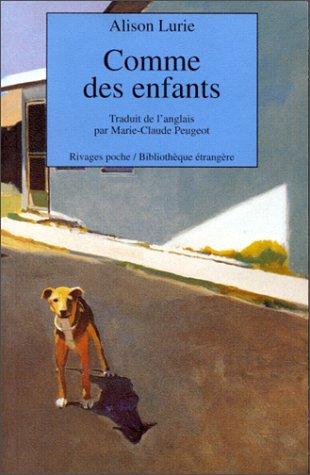 Alison Lurie
Comme
des enfants
Traduit de l'anglais
par Marie-Claude Peugeot
Rivages poche / Bibliothèque étrangère